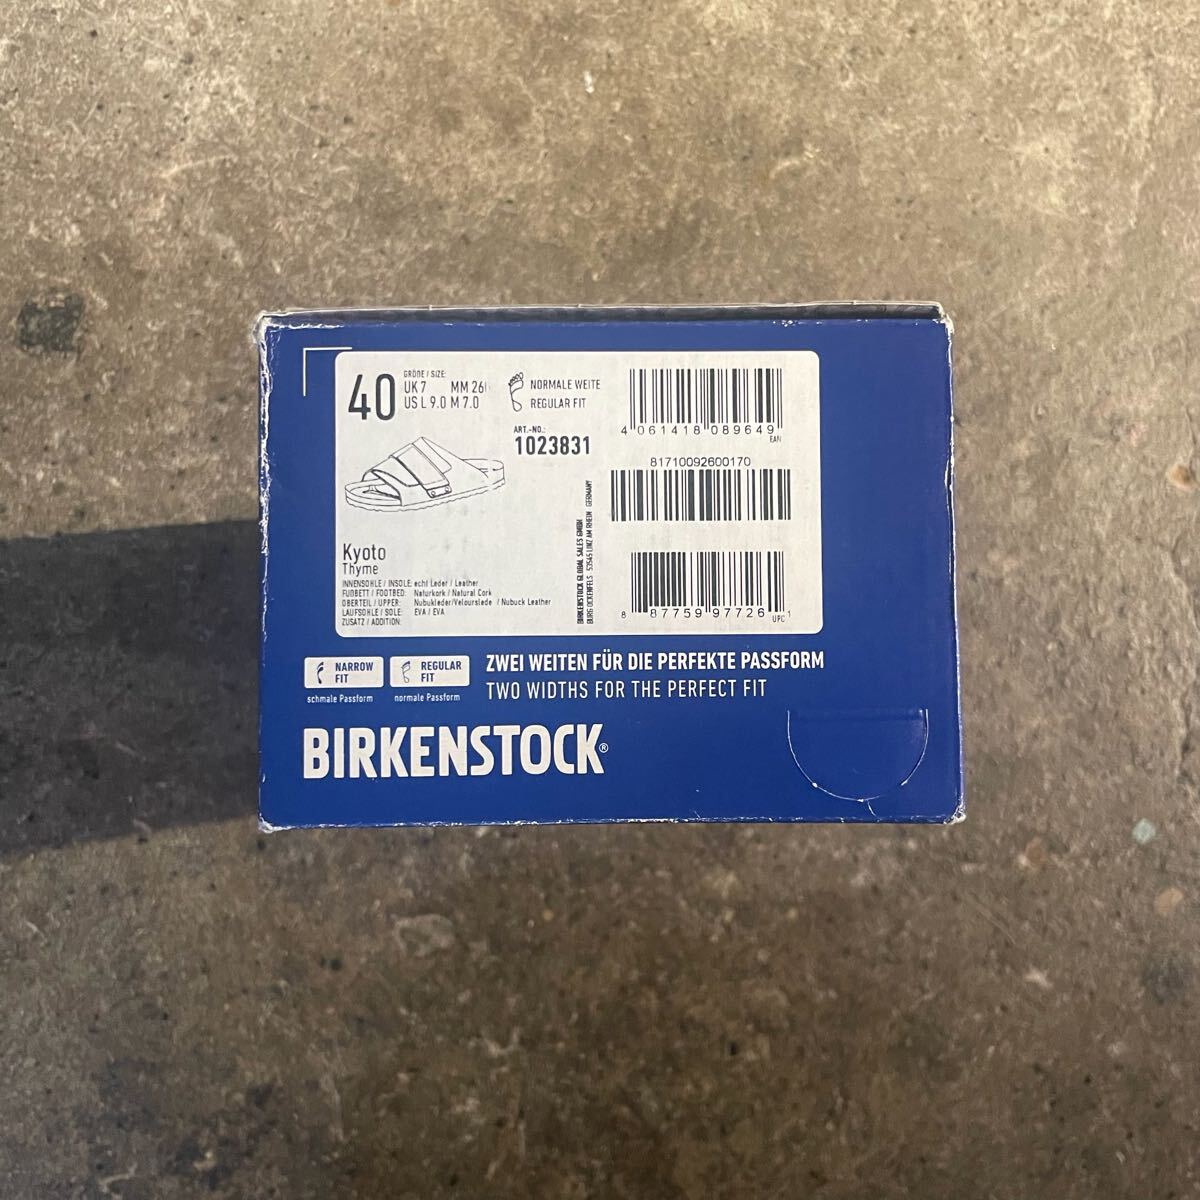 40
GRÖßE / SIZE:
UK 7 MM 26
US L 9.0 M 7.0
NORMALE WEITE
REGULAR FIT
ART.-NO.:
1023831
4 061418 089649
EAN
81710092600170
Kyoto
Thyme
INNENSOHLE / INSOLE: echt Leder / Leather
FUßBETT / FOOTBED: Naturkork / Natural Cork
OBERTEIL / UPPER: Nubukleder/Veloursleder / Nubuck Leather
LAUFSOHLE / SOLE: EVA / EVA
ZUSATZ / ADDITION:
BIRKENSTOCK GLOBAL SALES GMBH
BURG OCKENFELS 53545 LINZ AM RHEIN GERMANY
8 87759 97726 1
UPC
NARROW
FIT
schmale Passform
REGULAR
FIT
normale Passform
ZWEI WEITEN FÜR DIE PERFEKTE PASSFORM
TWO WIDTHS FOR THE PERFECT FIT
BIRKENSTOCK®